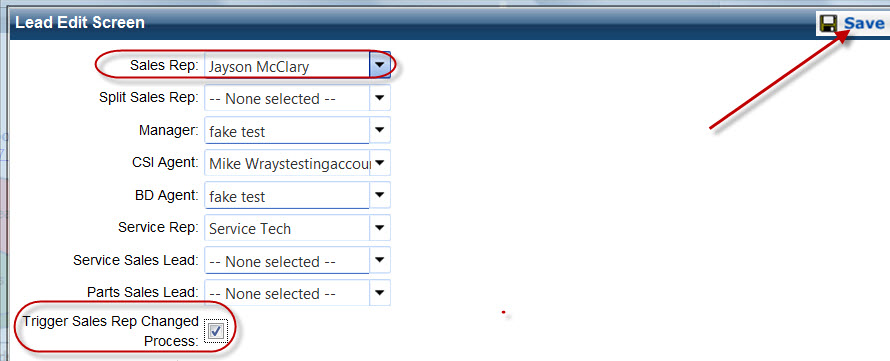 Lead Edit Screen
Save
Sales Rep: Jayson McClary
Split Sales Rep: -- None selected --
Manager: fake test
CSI Agent: Mike Wraystestingaccour
BD Agent: fake test
Service Rep: Service Tech
Service Sales Lead: -- None selected --
Parts Sales Lead: -- None selected --
Trigger Sales Rep Changed
Process: